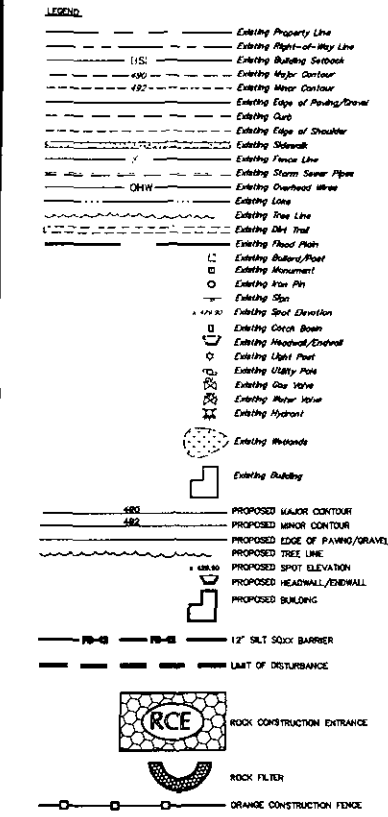 LEGEND
Existing Property Line
Existing Right-of-Way Line
Existing Building Setback
490 Existing Major Contour
492 Existing Minor Contour
Existing Edge of Paving/Gravel
Existing Curb
Existing Edge of Shoulder
Existing Sidewalk
Existing Fence Line
Existing Storm Sewer Pipes
OHW Existing Overhead Wires
Existing Lake
Existing Tree Line
Existing Dirt Trail
Existing Flood Plain
Existing Bollard/Post
Existing Monument
Existing Iron Pin
Existing Sign
Existing Spot Elevation
Existing Catch Basin
Existing Headwall/Endwall
Existing Light Post
Existing Utility Pole
Existing Gas Valve
Existing Water Valve
Existing Hydrant
Existing Wetlands
Existing Building
PROPOSED MAJOR CONTOUR
PROPOSED MINOR CONTOUR
PROPOSED EDGE OF PAVING/GRAVEL
PROPOSED TREE LINE
PROPOSED SPOT ELEVATION
PROPOSED HEADWALL/ENDWALL
PROPOSED BUILDING
12" SILT SOXX BARRIER
LIMIT OF DISTURBANCE
RCE ROCK CONSTRUCTION ENTRANCE
ROCK FILTER
ORANGE CONSTRUCTION FENCE